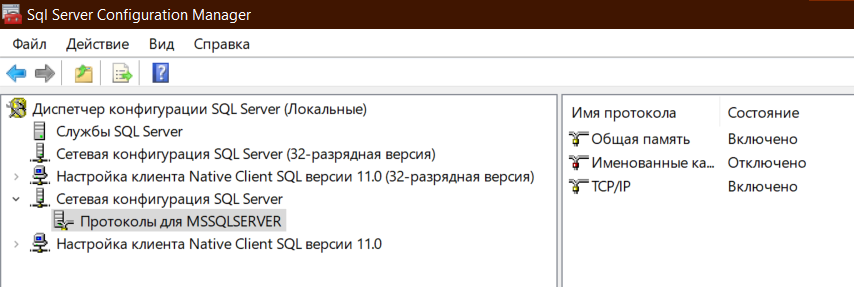 Sql Server Configuration Manager
Файл Действие Вид Справка
Диспетчер конфигурации SQL Server (Локальные)
Службы SQL Server
Сетевая конфигурация SQL Server (32-разрядная версия)
Настройка клиента Native Client SQL версии 11.0 (32-разрядная версия)
Сетевая конфигурация SQL Server
Протоколы для MSSQLSERVER
Настройка клиента Native Client SQL версии 11.0
Имя протокола Состояние
Общая память Включено
Именованные ка... Отключено
TCP/IP Включено